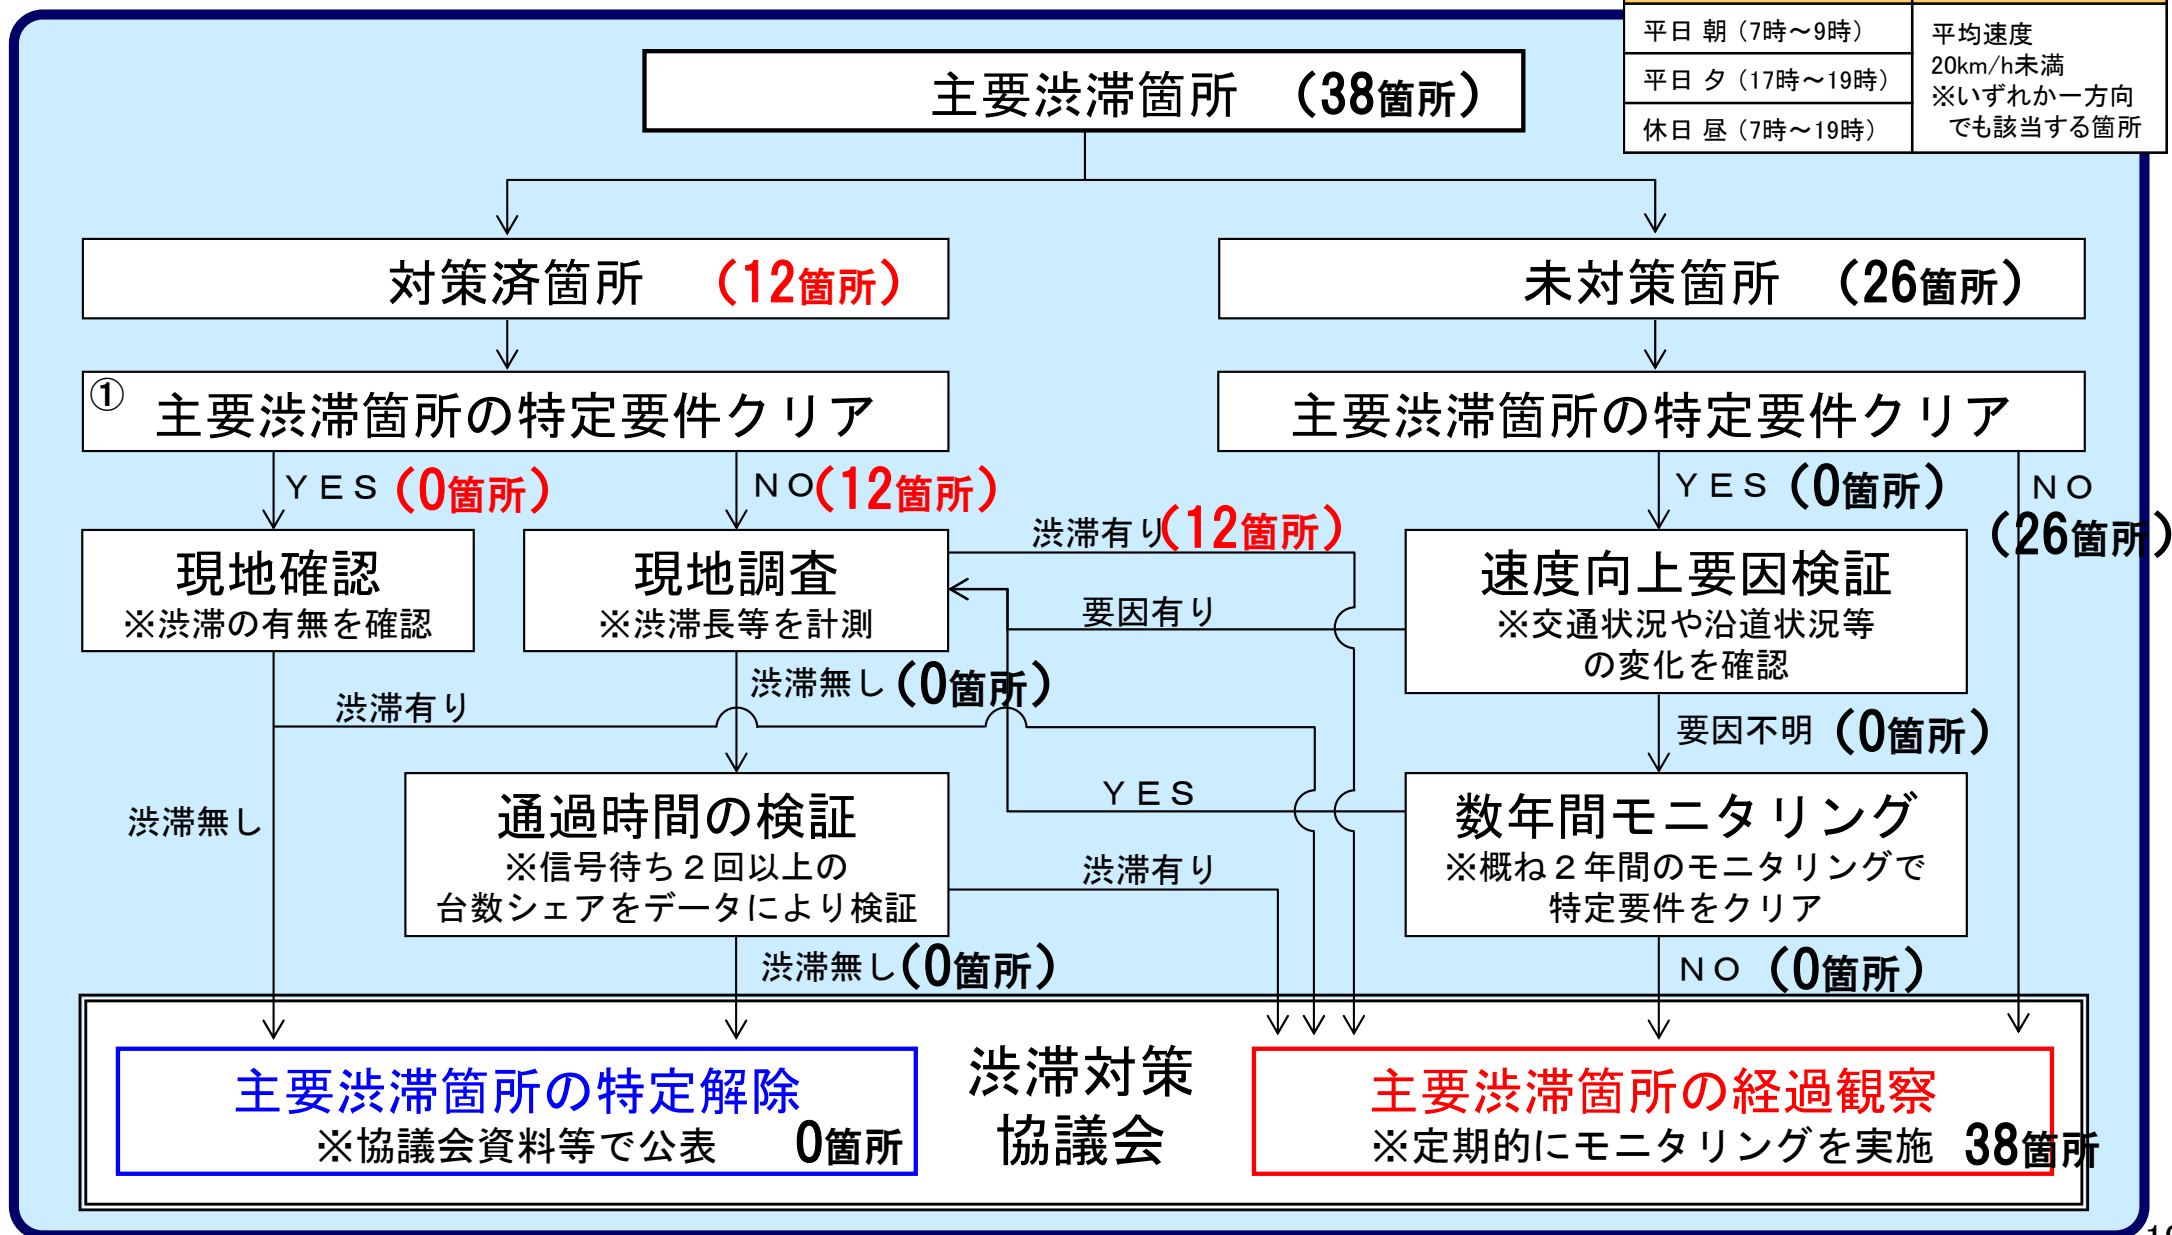 平日 朝（7時～9時）
平日 夕（17時～19時）
休日 昼（7時～19時）
平均速度
20km/h未満
※いずれか一方向
でも該当する箇所
主要渋滞箇所 （38箇所）
対策済箇所 （12箇所）
未対策箇所 （26箇所）
① 主要渋滞箇所の特定要件クリア
主要渋滞箇所の特定要件クリア
ＹＥＳ（0箇所）
ＮＯ（12箇所）
ＹＥＳ（0箇所）
ＮＯ
（26箇所）
渋滞有り（12箇所）
現地確認
※渋滞の有無を確認
現地調査
※渋滞長等を計測
速度向上要因検証
※交通状況や沿道状況等
の変化を確認
要因有り
渋滞無し（0箇所）
渋滞有り
要因不明（0箇所）
渋滞無し
通過時間の検証
※信号待ち２回以上の
台数シェアをデータにより検証
ＹＥＳ
数年間モニタリング
※概ね２年間のモニタリングで
特定要件をクリア
渋滞有り
渋滞無し（0箇所）
ＮＯ（0箇所）
主要渋滞箇所の特定解除
※協議会資料等で公表 0箇所
渋滞対策
協議会
主要渋滞箇所の経過観察
※定期的にモニタリングを実施 38箇所